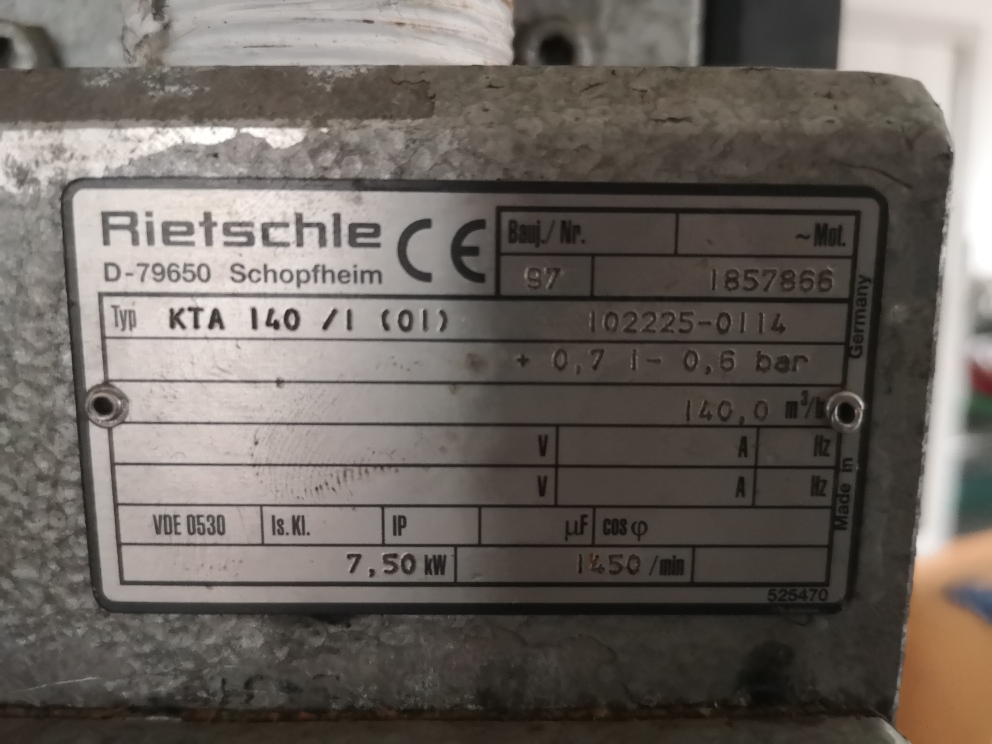 Rietschle CE
D-79650 Schopfheim
Bauj./ Nr. ~Mot.
97 1857866
Typ KTA 140 /1 (01) 102225-0114
+ 0,7 I- 0,6 bar
140,0 m³/h
V A Hz
V A Hz
VDE 0530 Is.Kl. IP µF cos φ
7,50 kW 1450 /min
525470
Made in Germany